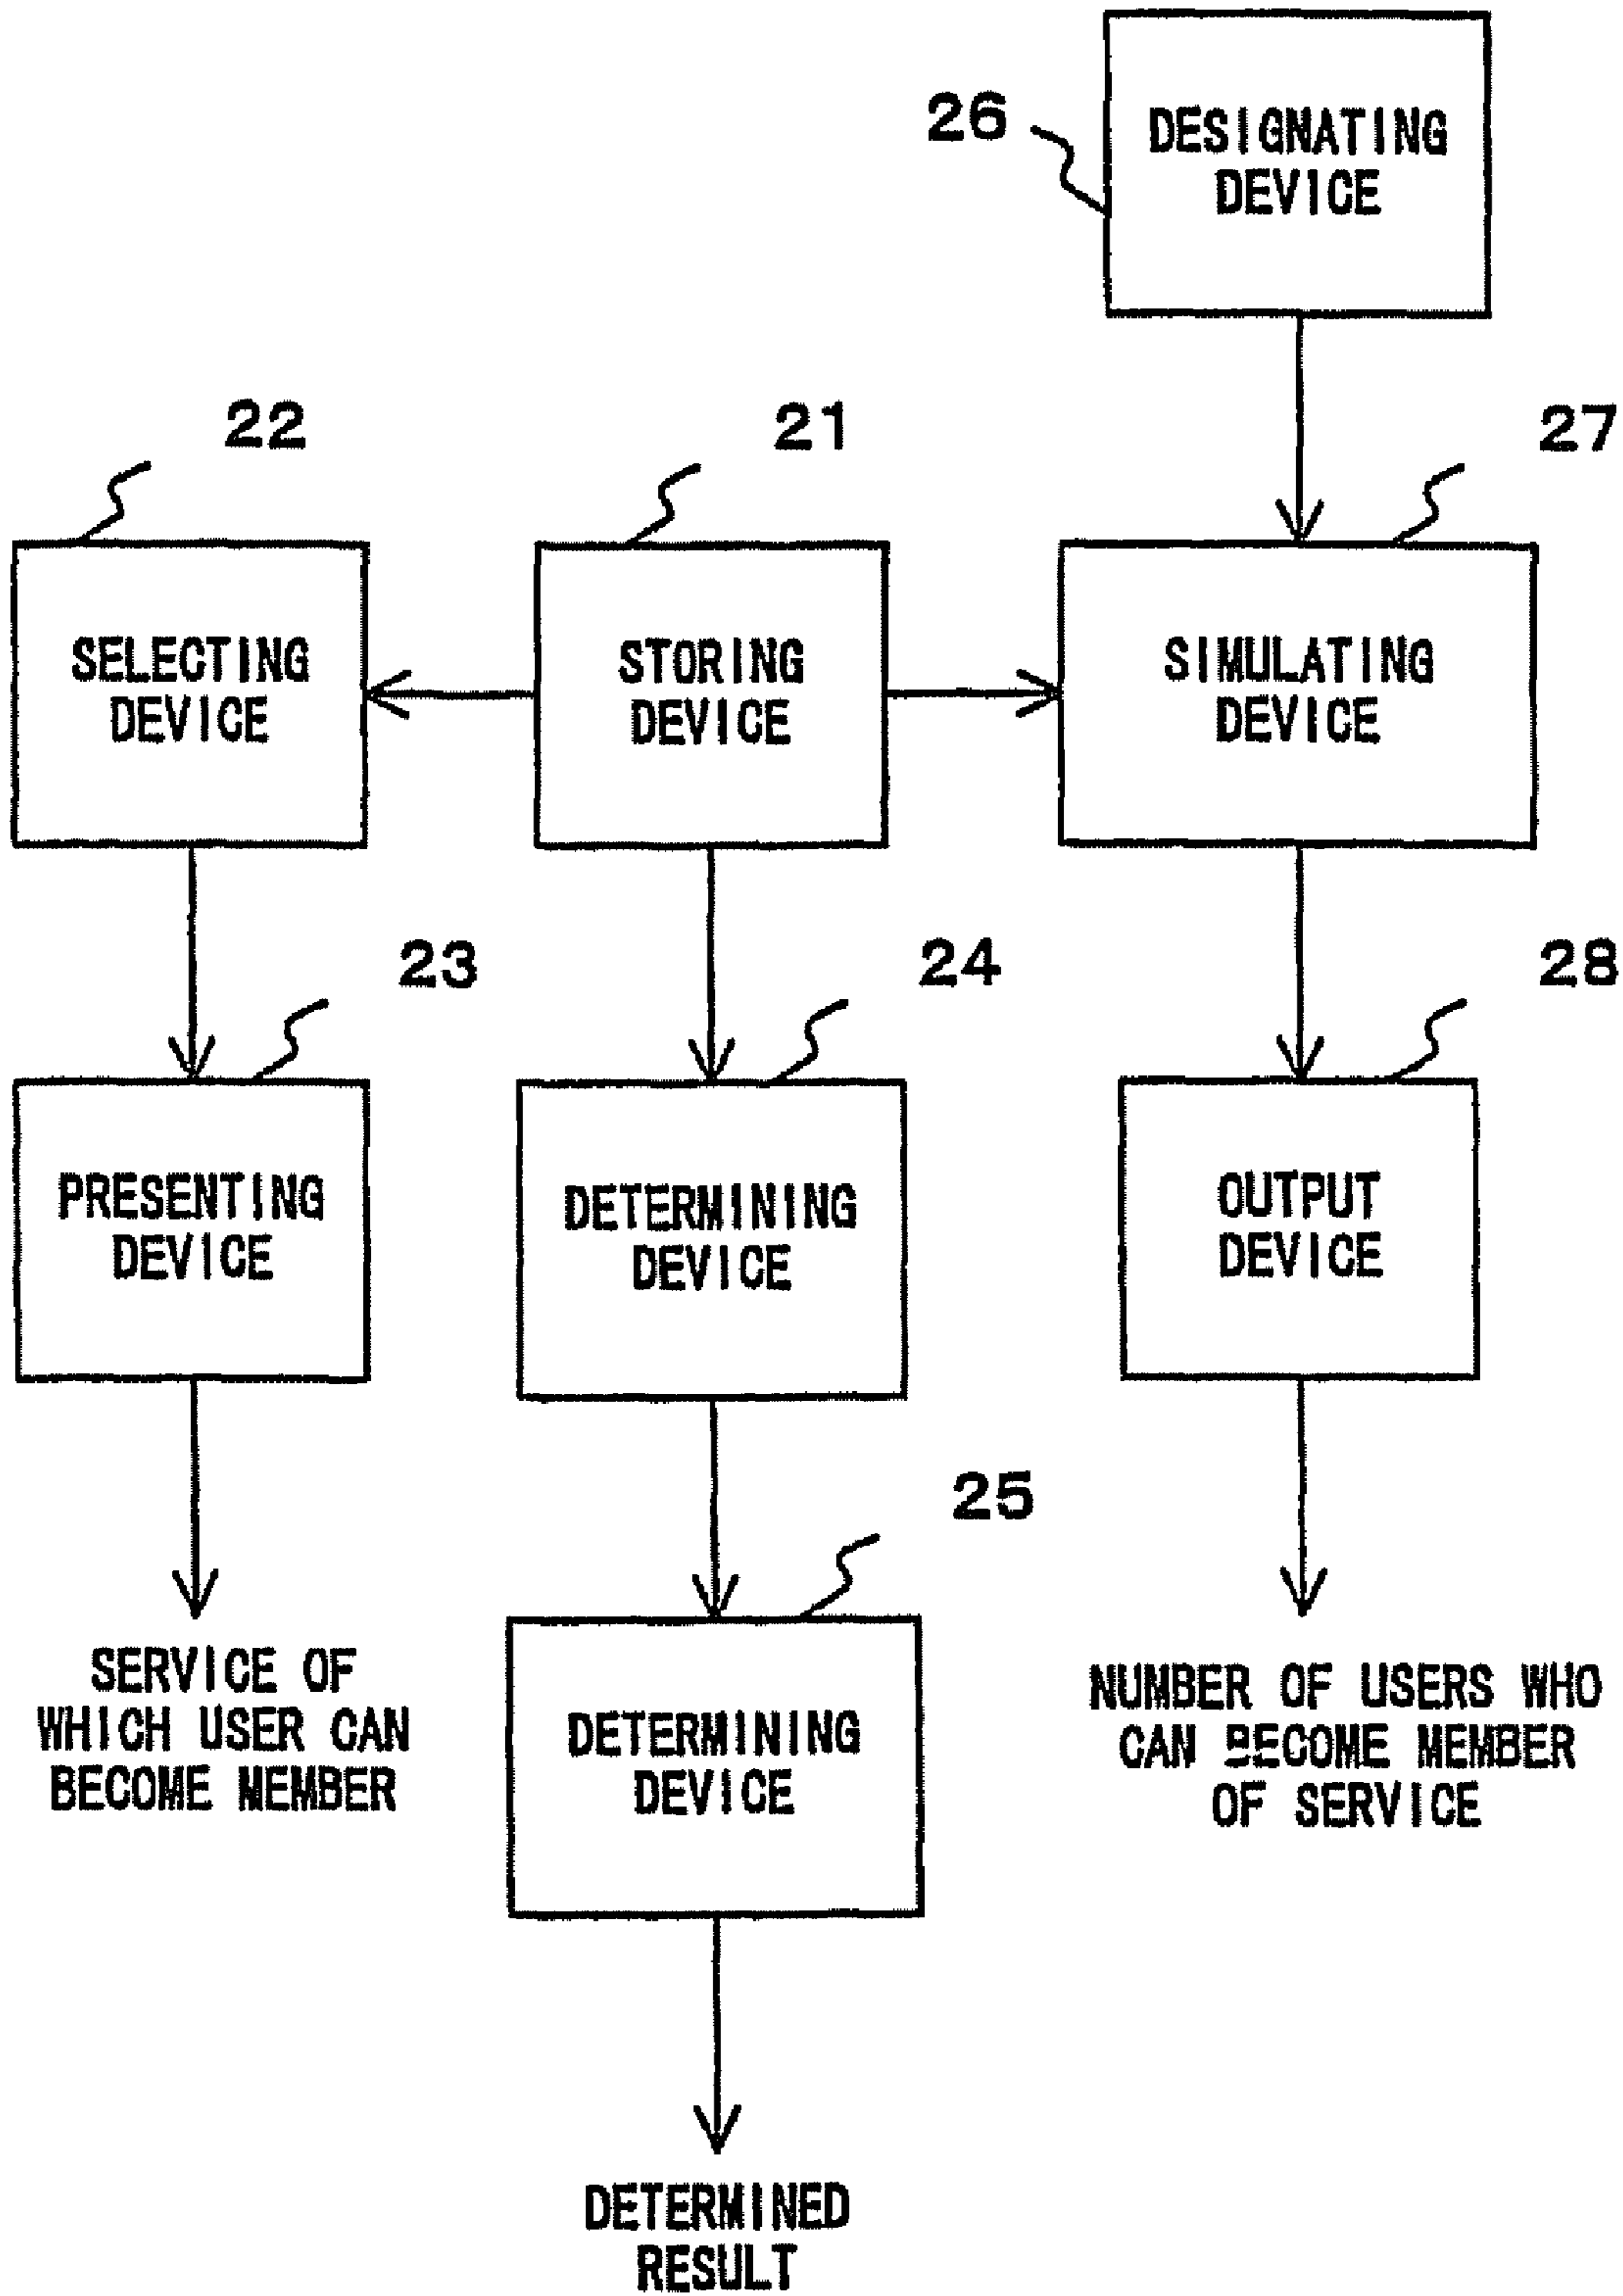 26
DESIGNATING
DEVICE
22
21
27
SELECTING
DEVICE
STORING
DEVICE
SIMULATING
DEVICE
23
24
28
PRESENTING
DEVICE
DETERMINING
DEVICE
OUTPUT
DEVICE
25
SERVICE OF
WHICH USER CAN
BECOME MEMBER
DETERMINING
DEVICE
NUMBER OF USERS WHO
CAN BECOME MEMBER
OF SERVICE
DETERMINED
RESULT